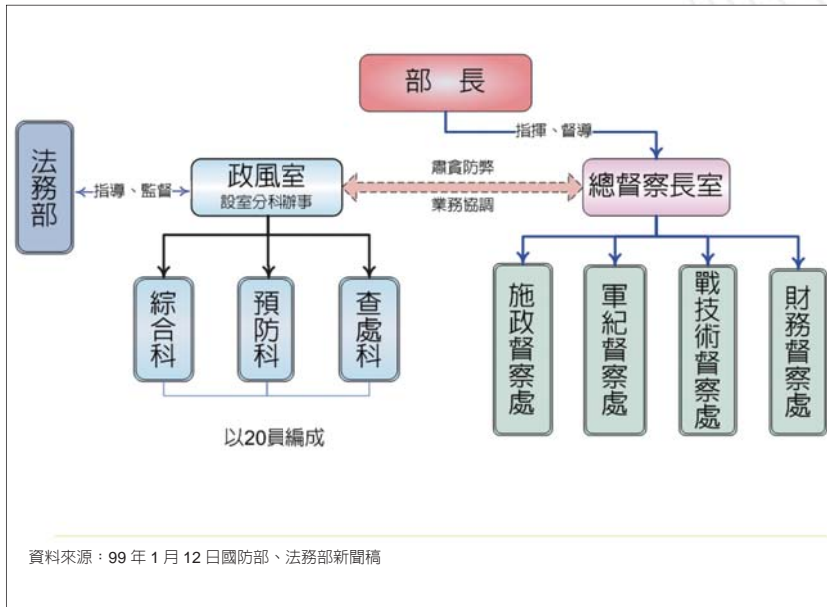 部 長
指揮、督導
法務部
指導、監督
政風室
設室分科辦事
肅貪防弊
業務協調
總督察長室
綜合科
預防科
查處科
施政督察處
軍紀督察處
戰技術督察處
財務督察處
以20員編成
資料來源：99 年 1 月 12 日國防部、法務部新聞稿